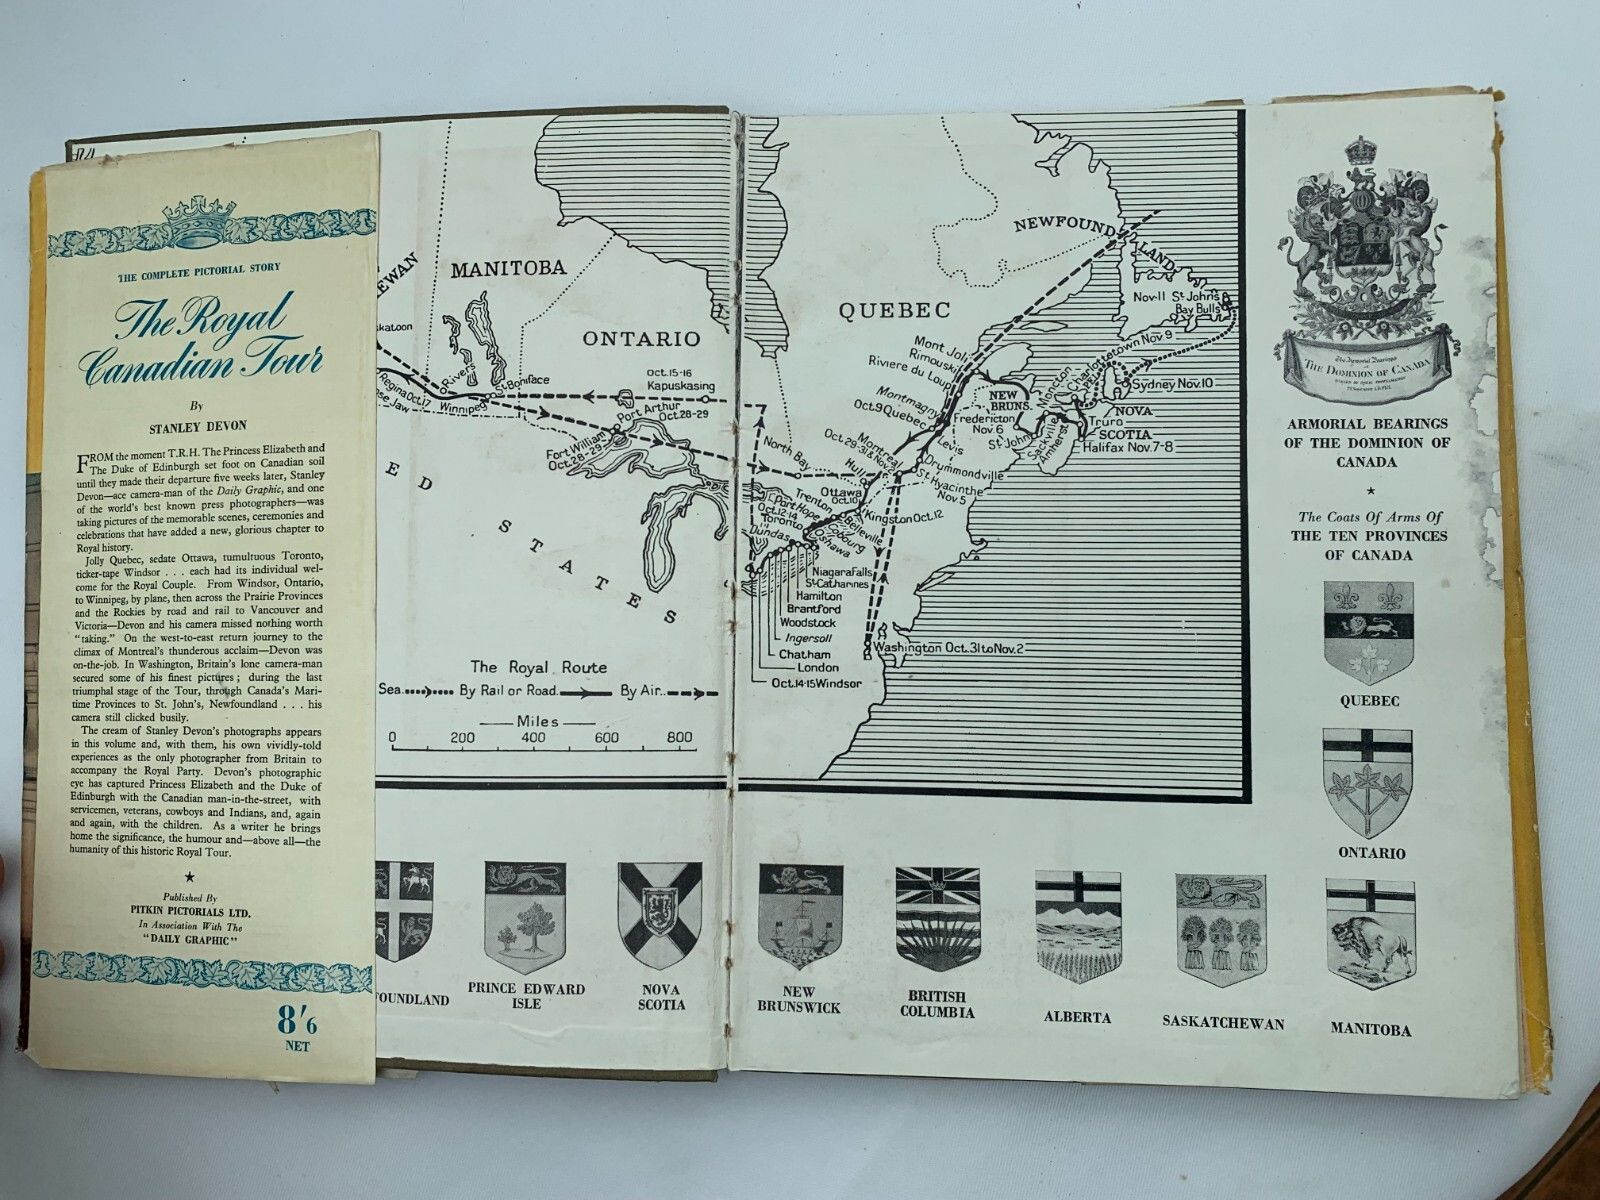 THE COMPLETE PICTORIAL STORY
The Royal
Canadian Tour
By
STANLEY DEVON
FROM the moment T.R.H. The Princess Elizabeth and
The Duke of Edinburgh set foot on Canadian soil
until they made their departure five weeks later, Stanley
Devon—ace camera-man of the Daily Graphic, and one
of the world's best known press photographers—was
taking pictures of the memorable scenes, ceremonies and
celebrations that have added a new, glorious chapter to
Royal history.
Jolly Quebec, sedate Ottawa, tumultuous Toronto,
ticker-tape Windsor . . . each had its individual wel-
come for the Royal Couple. From Windsor, Ontario,
to Winnipeg, by plane, then across the Prairie Provinces
and the Rockies by road and rail to Vancouver and
Victoria—Devon and his camera missed nothing worth
"taking." On the west-to-east return journey to the
climax of Montreal's thunderous acclaim—Devon was
on-the-job. In Washington, Britain's lone camera-man
secured some of his finest pictures; during the last
triumphal stage of the Tour, through Canada's Mari-
time Provinces to St. John's, Newfoundland . . . his
camera still clicked busily.
The cream of Stanley Devon's photographs appears
in this volume and, with them, his own vividly-told
experiences as the only photographer from Britain to
accompany the Royal Party. Devon's photographic
eye has captured Princess Elizabeth and the Duke of
Edinburgh with the Canadian man-in-the-street, with
servicemen, veterans, cowboys and Indians, and, again
and again, with the children. As a writer he brings
home the significance, the humour and—above all—the
humanity of this historic Royal Tour.
★
Published By
PITKIN PICTORIALS LTD.
In Association With The
"DAILY GRAPHIC"
8'6
NET
EWAN
MANITOBA
ONTARIO
katoon
Rivers
St Boniface
Regina Oct.17
se Jaw
Winnipeg
Oct.15-16
Kapuskasing
Port Arthur
Oct.28-29
Fort William
Oct.28-29
E D
S T A T E S
The Royal Route
Sea By Rail or Road By Air
Miles
0 200 400 600 800
QUEBEC
NEWFOUND
LAND
Nov-11 St John's
Bay Bulls
Mont Joli
Rimouski
Riviere du Loup
Montmagny
Oct.9 Quebec
Levis
Charlottetown Nov 9
P.E.I.
Sydney Nov.10
Moncton
NEW
BRUNS.
Fredericton
Nov 6
St.John
Sackville
Amherst
NOVA
SCOTIA
Truro
Halifax Nov.7-8
Montreal
Oct.29-31 & Nov 2
Drummondville
St Hyacinthe
Nov 5
North Bay
Hull
Ottawa
Oct.10
Kingston Oct.12
Trenton
Port Hope
Belleville
Cobourg
Oshawa
Oct.12-14
Toronto
Dundas
Niagara Falls
St Catharines
Hamilton
Brantford
Woodstock
Ingersoll
Chatham
London
Oct.14-15 Windsor
Washington Oct.31 to Nov.2
The Armorial Bearings
THE DOMINION OF CANADA
ARMORIAL BEARINGS
OF THE DOMINION OF
CANADA
★
The Coats Of Arms Of
THE TEN PROVINCES
OF CANADA
QUEBEC
ONTARIO
FOUNDLAND
PRINCE EDWARD
ISLE
NOVA
SCOTIA
NEW
BRUNSWICK
BRITISH
COLUMBIA
ALBERTA
SASKATCHEWAN
MANITOBA